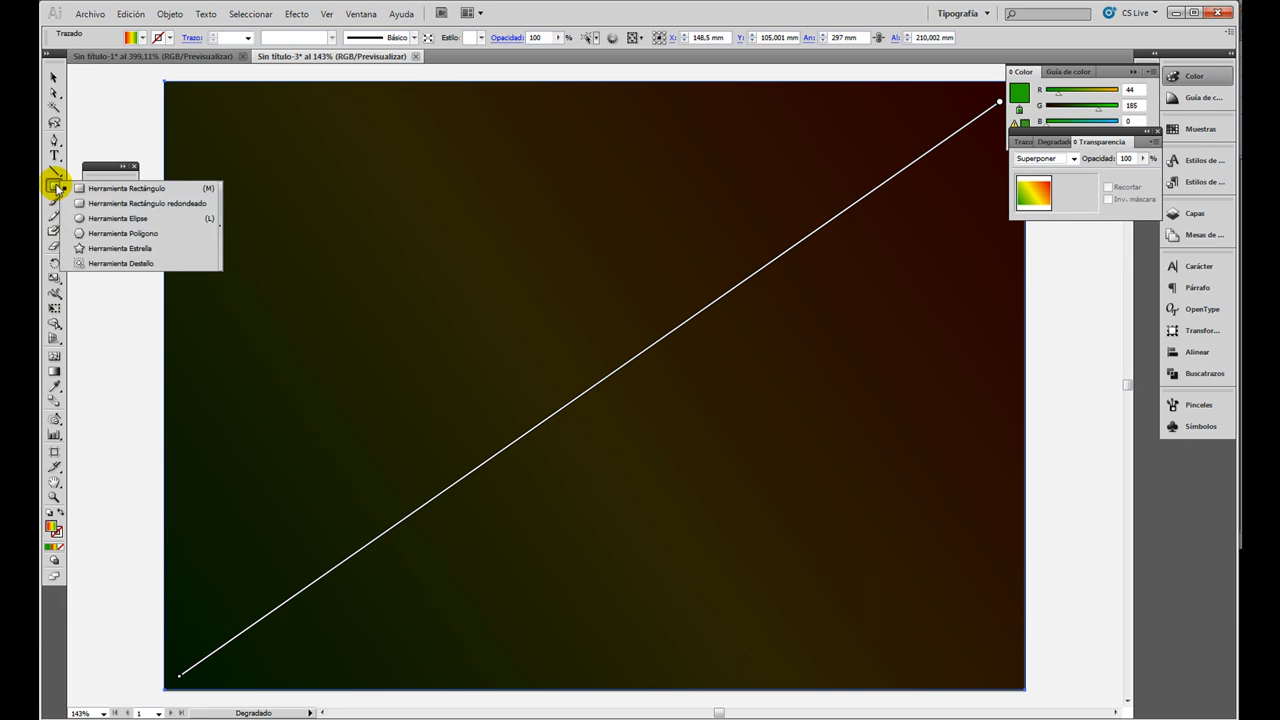 Ai Archivo Edición Objeto Texto Seleccionar Efecto Ver Ventana Ayuda Br Tipografía CS Live
Trazado Trazo: Básico Estilo: Opacidad: 100 % X: 148,5 mm Y: 105,001 mm An.: 297 mm Al.: 210,002 mm
Sin título-1* al 399,11% (RGB/Previsualizar) Sin título-3* al 143% (RGB/Previsualizar)
Color Guía de color
R 44
G 185
B 0
Trazo Degradado Transparencia
Superponer Opacidad: 100 %
Recortar
Inv. máscara
Herramienta Rectángulo (M)
Herramienta Rectángulo redondeado
Herramienta Elipse (L)
Herramienta Polígono
Herramienta Estrella
Herramienta Destello
Color
Guía de c...
Muestras
Estilos de ...
Estilos de ...
Capas
Mesas de ...
Carácter
Párrafo
OpenType
Transfor...
Alinear
Buscatrazos
Pinceles
Símbolos
143% 1 Degradado